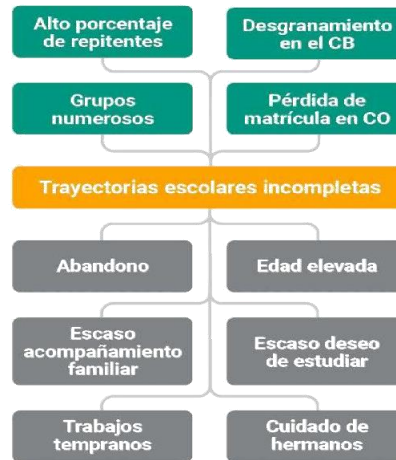 Alto porcentaje
de repitentes
Desgranamiento
en el CB
Grupos
numerosos
Pérdida de
matrícula en CO
Trayectorias escolares incompletas
Abandono
Edad elevada
Escaso
acompañamiento
familiar
Escaso deseo
de estudiar
Trabajos
tempranos
Cuidado de
hermanos